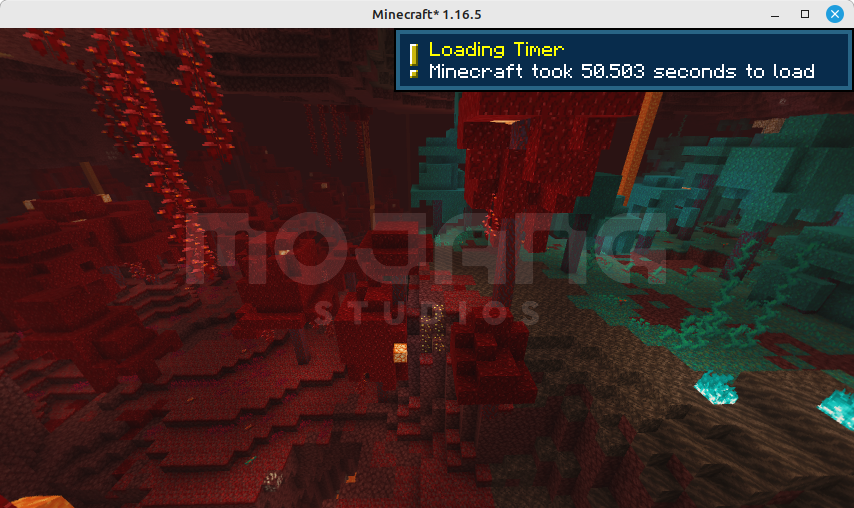 Minecraft* 1.16.5
Loading Timer
Minecraft took 50.503 seconds to load
MOJANG
STUDIOS